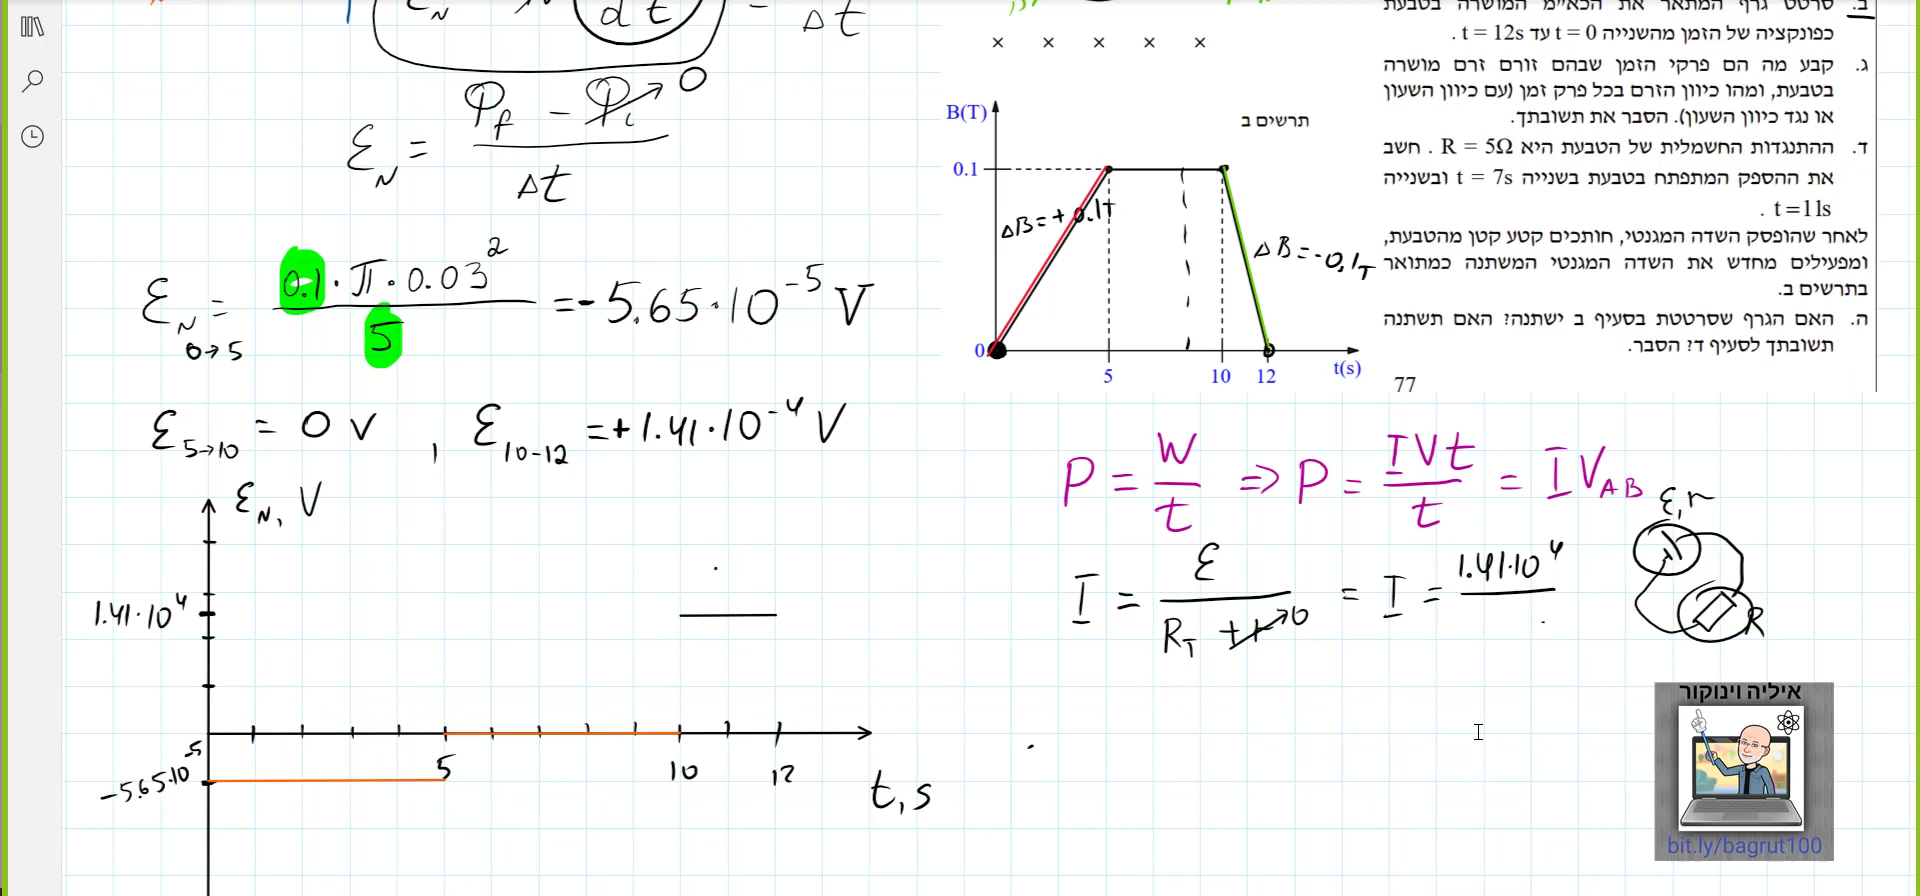 dt = Δt
ε_N = (Φ_f - Φ_i → 0) / Δt
ε_N 0→5 = 0.1 · π · 0.03² / 5 = -5.65·10⁻⁵ V
ε_5→10 = 0 V , ε_10-12 = +1.41·10⁻⁴ V
ε_N, V
1.41·10⁴
-5.65·10⁻⁵
5 10 12
t, s
× × × × ×
B(T)
תרשים ב
0.1
ΔB=+0.1T
ΔB=-0.1T
0
5 10 12
t(s)
ב. סרטט גרף המתאר את הכא"מ המושרה בטבעת
כפונקציה של הזמן מהשנייה t = 0 עד t = 12s .
ג. קבע מה הם פרקי הזמן שבהם זורם זרם מושרה
בטבעת, ומהו כיוון הזרם בכל פרק זמן (עם כיוון השעון
או נגד כיוון השעון). הסבר את תשובתך.
ד. ההתנגדות החשמלית של הטבעת היא R = 5Ω . חשב
את ההספק המתפתח בטבעת בשנייה t = 7s ובשנייה
t=11s .
לאחר שהופסק השדה המגנטי, חותכים קטע קטן מהטבעת,
ומפעילים מחדש את השדה המגנטי המשתנה כמתואר
בתרשים ב.
ה. האם הגרף שסרטטת בסעיף ב ישתנה? האם תשתנה
תשובתך לסעיף ד? הסבר.
77
P = W/t ⇒ P = IVt/t = IV_AB
ε,r
R
I = ε / (R_T + r → 0) = I = 1.41·10⁴
איליה וינוקור
bit.ly/bagrut100